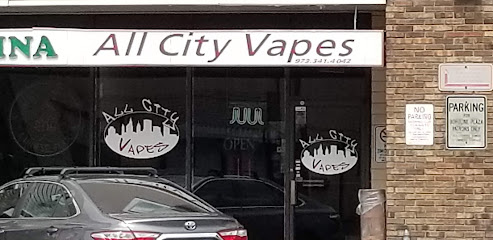 INA
All City Vapes
973.341.4042
ALL CITY
VAPES
JUUL
OPEN
ALL CITY
VAPES
NO
PARKING
PARKING
FOR
PATRONS ONLY